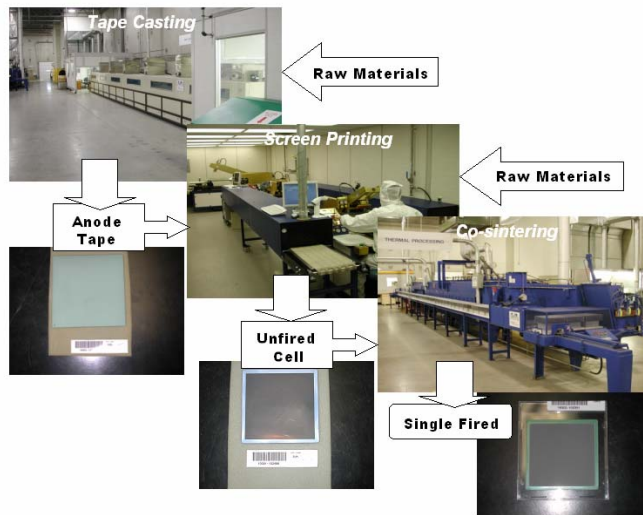 Tape Casting
Raw Materials
Screen Printing
Raw Materials
Anode
Tape
Co-sintering
THERMAL PROCESSING
Unfired
Cell
Single Fired